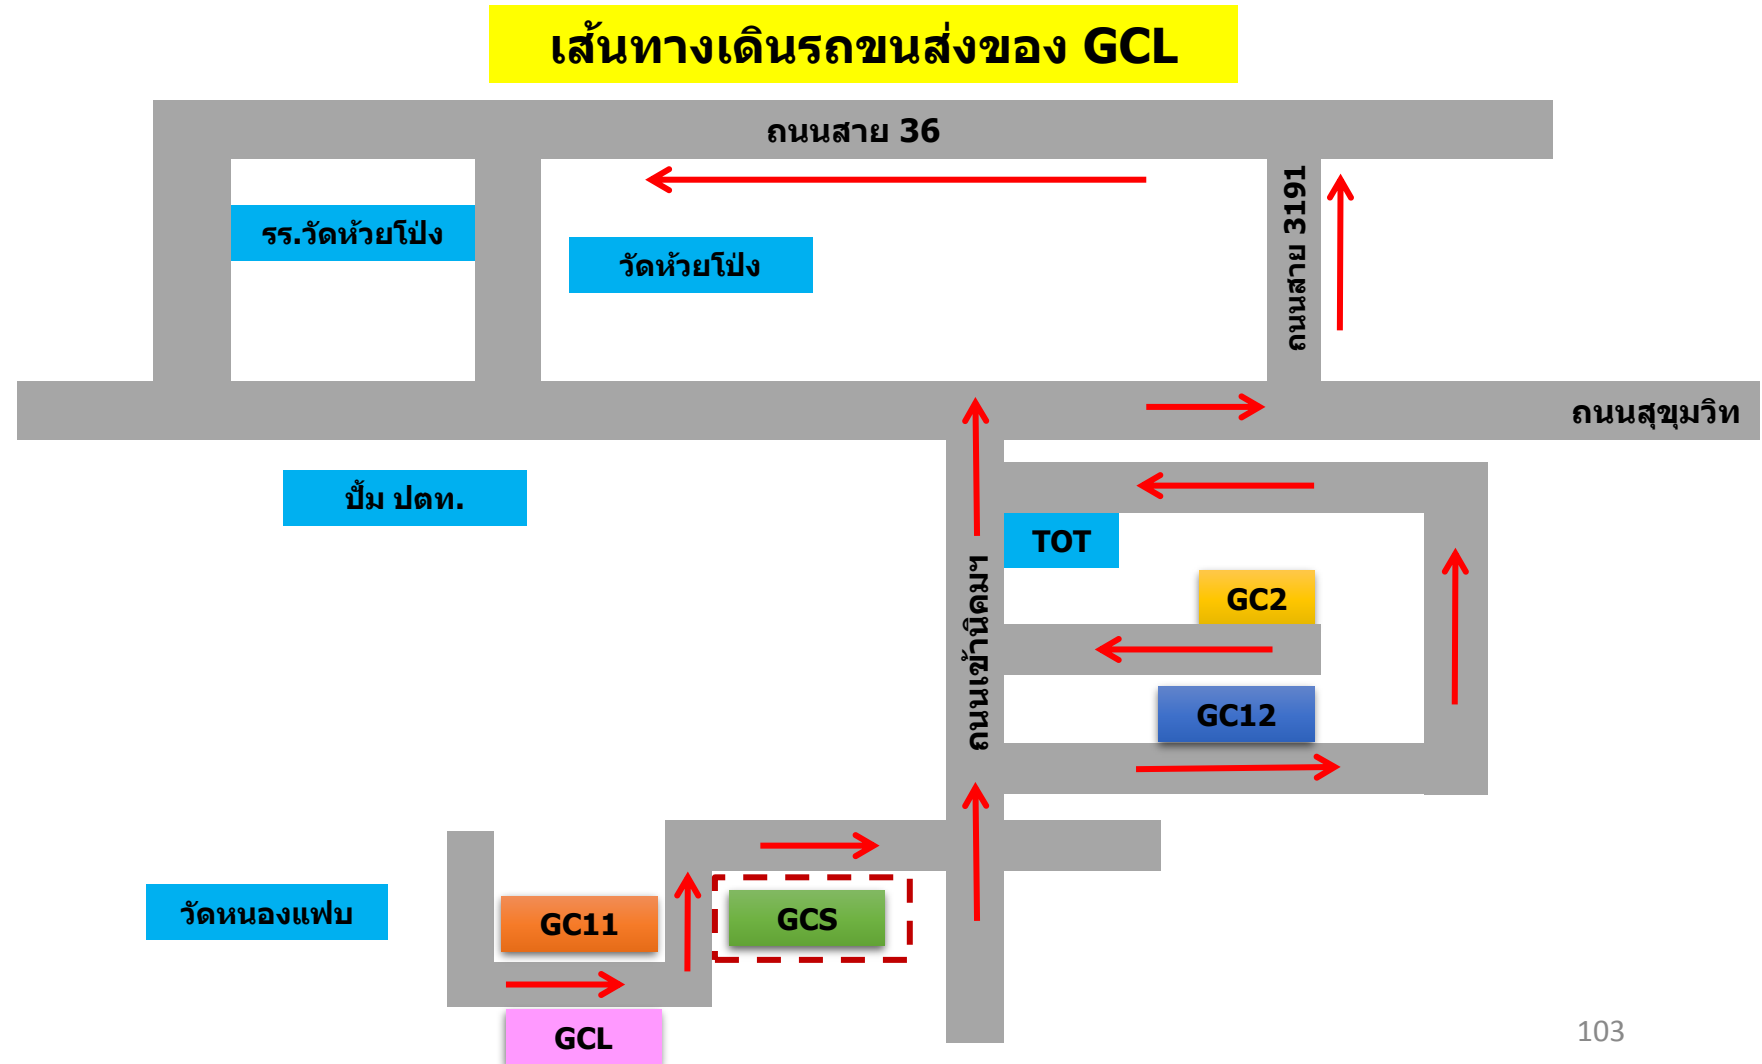 เส้นทางเดินรถขนส่งของ GCL
ถนนสาย 36
ถนนสาย 3191
รร.วัดห้วยโป่ง
วัดห้วยโป่ง
ถนนสุขุมวิท
ปั้ม ปตท.
TOT
ถนนเข้านิคมฯ
GC2
GC12
วัดหนองแฟบ
GC11
GCS
GCL
103